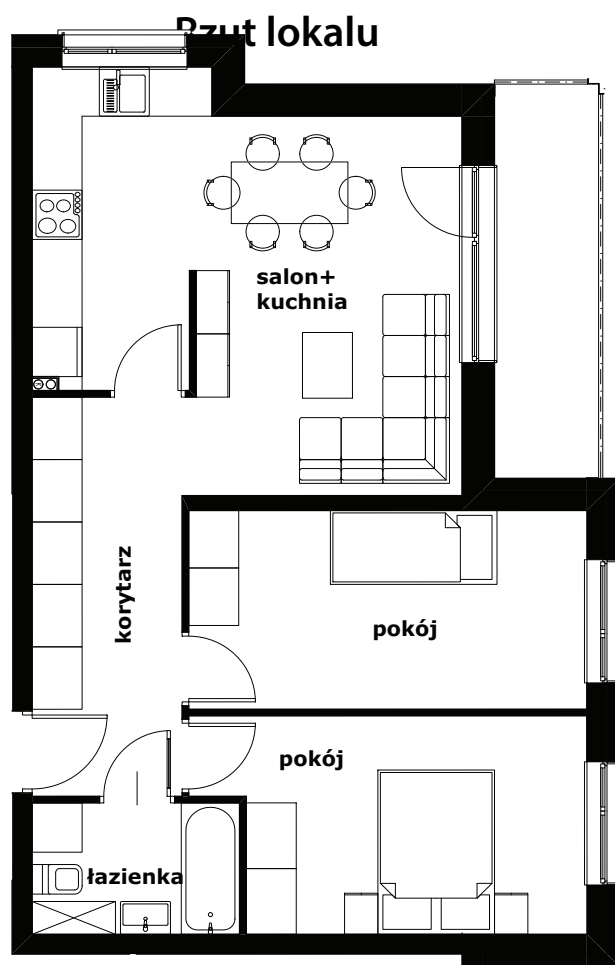 Rzut lokalu
salon+
kuchnia
korytarz
pokój
pokój
łazienka